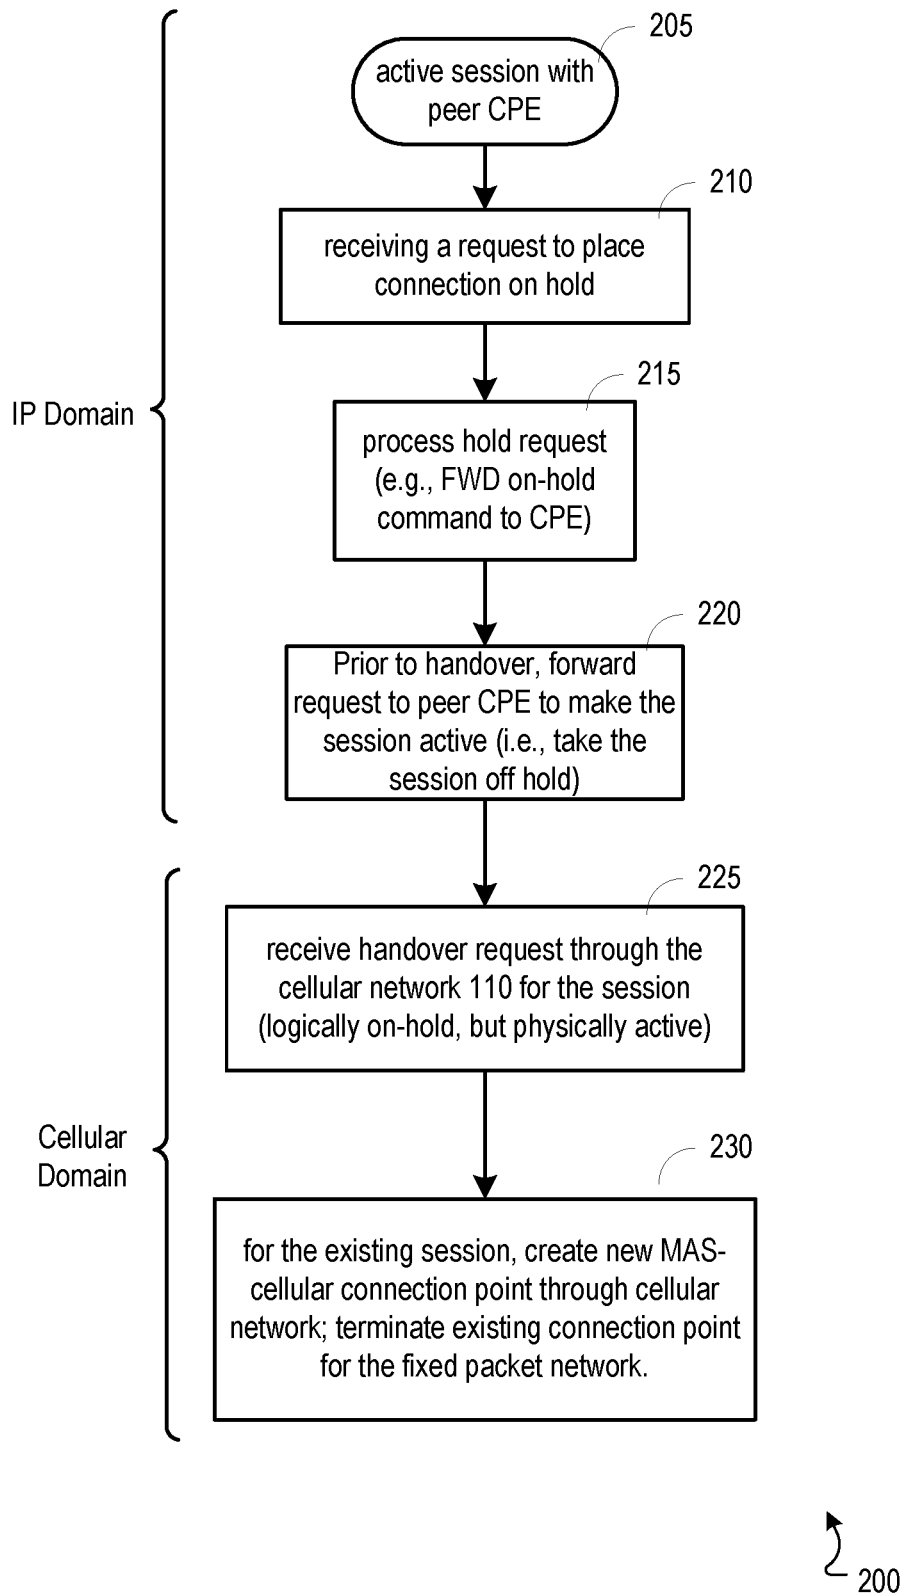 205
active session with
peer CPE
210
receiving a request to place
connection on hold
215
process hold request
(e.g., FWD on-hold
command to CPE)
IP Domain
220
Prior to handover, forward
request to peer CPE to make the
session active (i.e., take the
session off hold)
225
receive handover request through the
cellular network 110 for the session
(logically on-hold, but physically active)
Cellular
Domain
230
for the existing session, create new MAS-
cellular connection point through cellular
network; terminate existing connection point
for the fixed packet network.
200